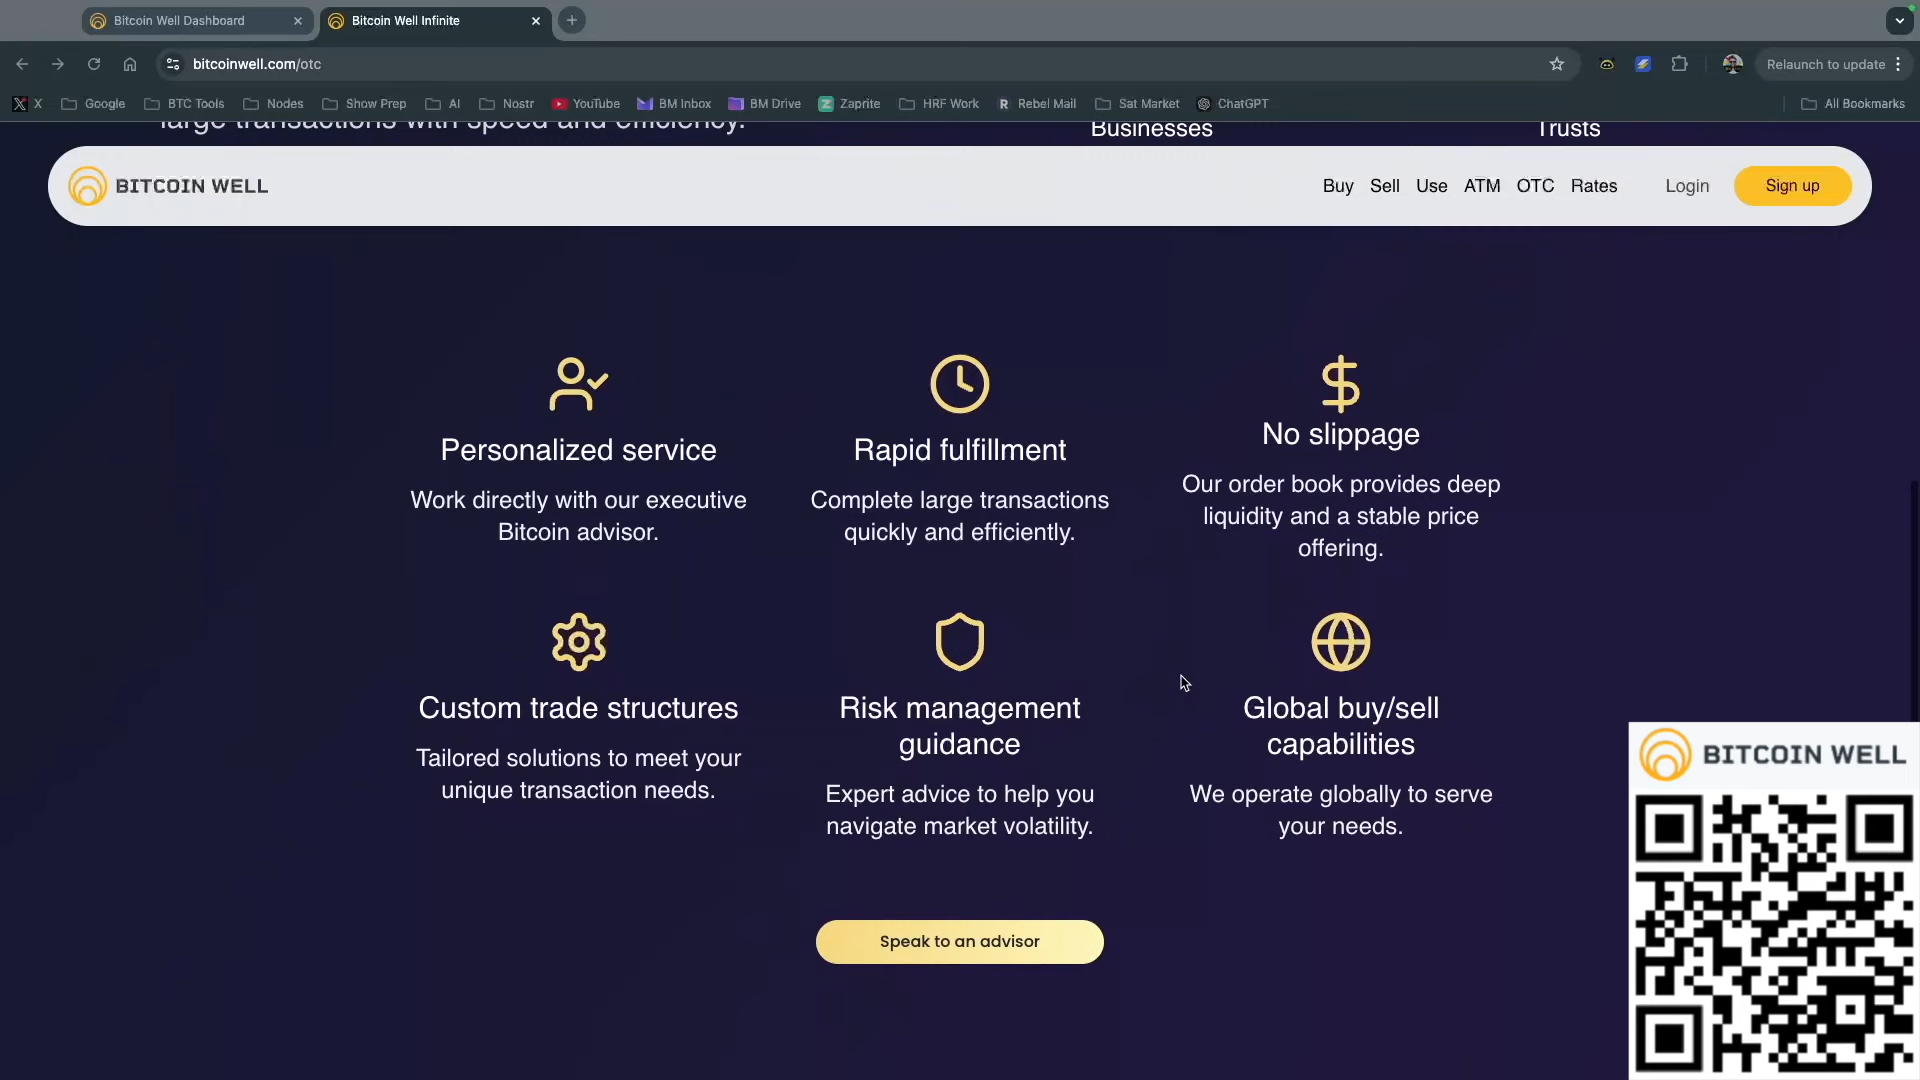 Bitcoin Well Dashboard
Bitcoin Well Infinite
bitcoinwell.com/otc
Relaunch to update
X
Google
BTC Tools
Nodes
Show Prep
AI
Nostr
YouTube
BM Inbox
BM Drive
Zaprite
HRF Work
R
Rebel Mail
Sat Market
ChatGPT
All Bookmarks
large transactions with speed and efficiency.
Businesses
Trusts
BITCOIN WELL
Buy
Sell
Use
ATM
OTC
Rates
Login
Sign up
Personalized service
Work directly with our executive
Bitcoin advisor.
Rapid fulfillment
Complete large transactions
quickly and efficiently.
No slippage
Our order book provides deep
liquidity and a stable price
offering.
Custom trade structures
Tailored solutions to meet your
unique transaction needs.
Risk management
guidance
Expert advice to help you
navigate market volatility.
Global buy/sell
capabilities
We operate globally to serve
your needs.
Speak to an advisor
BITCOIN WELL